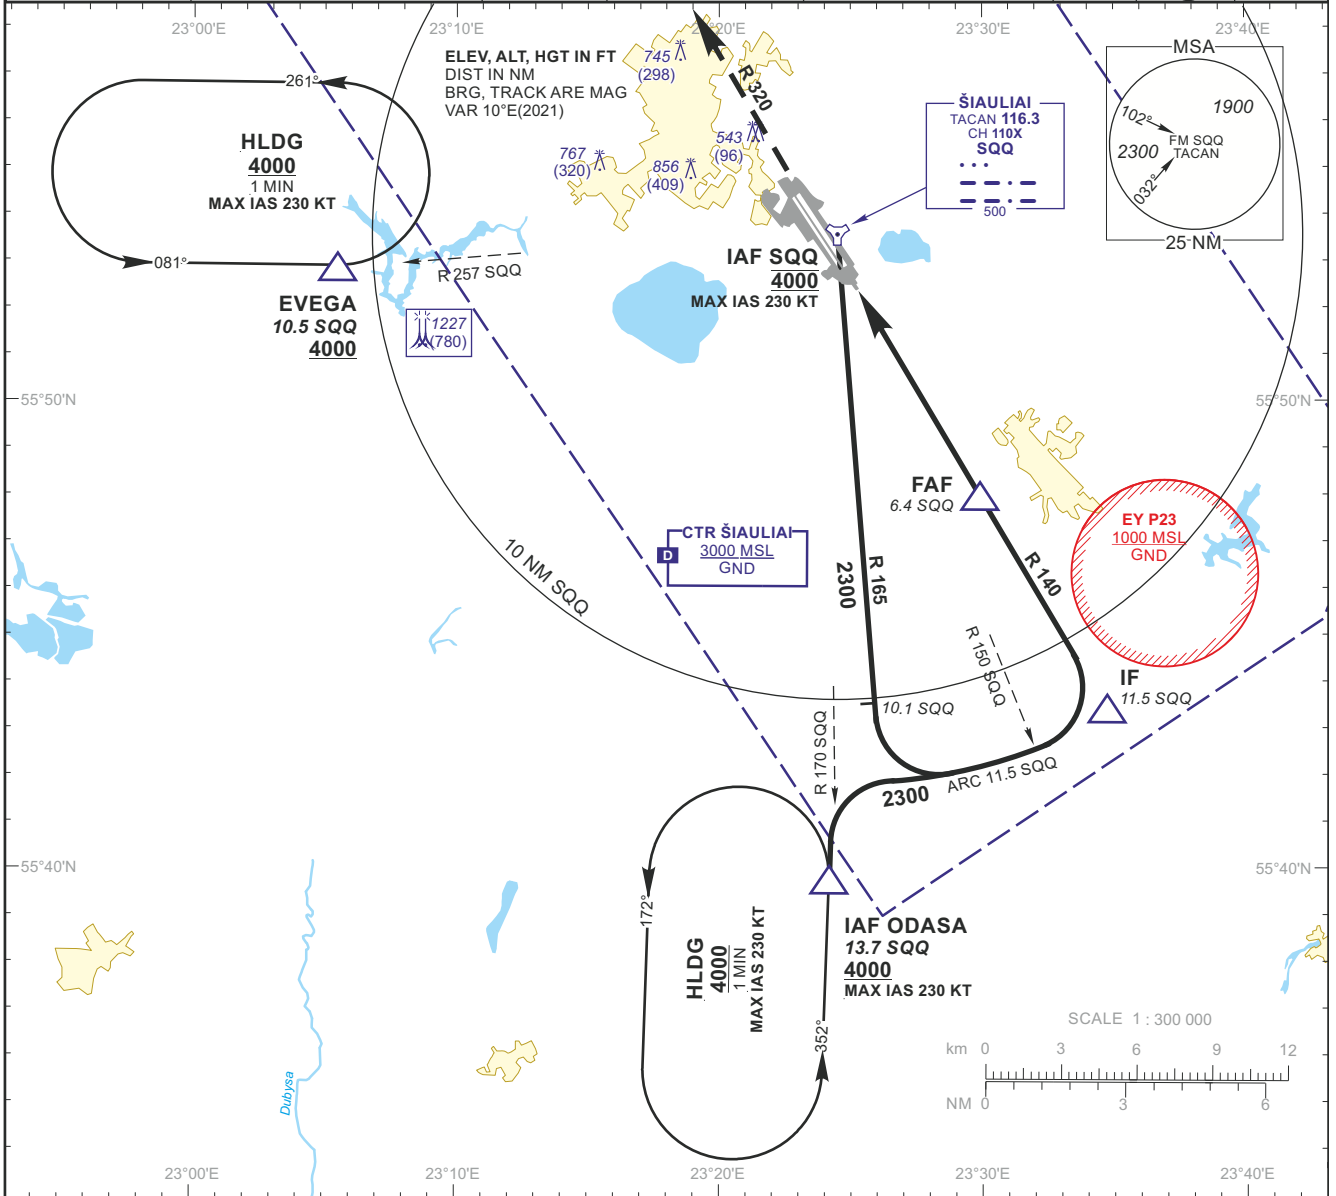 23°00'E
23°10'E
23°20'E
23°30'E
23°40'E
ELEV, ALT, HGT IN FT
DIST IN NM
BRG, TRACK ARE MAG
VAR 10°E(2021)
745
(298)
R 320
543
(96)
767
(320)
856
(409)
ŠIAULIAI
TACAN 116.3
CH 110X
SQQ
500
MSA
102°
1900
2300
FM SQQ
TACAN
032°
25 NM
261°
HLDG
4000
1 MIN
MAX IAS 230 KT
081°
R 257 SQQ
EVEGA
10.5 SQQ
4000
1227
(780)
IAF SQQ
4000
MAX IAS 230 KT
55°50'N
55°50'N
FAF
6.4 SQQ
EY P23
1000 MSL
GND
CTR ŠIAULIAI
3000 MSL
GND
D
10 NM SQQ
2300
R 165
R 140
R 150 SQQ
IF
11.5 SQQ
10.1 SQQ
R 170 SQQ
ARC 11.5 SQQ
2300
55°40'N
55°40'N
172°
HLDG
4000
1 MIN
MAX IAS 230 KT
352°
IAF ODASA
13.7 SQQ
4000
MAX IAS 230 KT
Dubysa
SCALE 1 : 300 000
km 0 3 6 9 12
NM 0 3 6
23°00'E
23°10'E
23°20'E
23°30'E
23°40'E